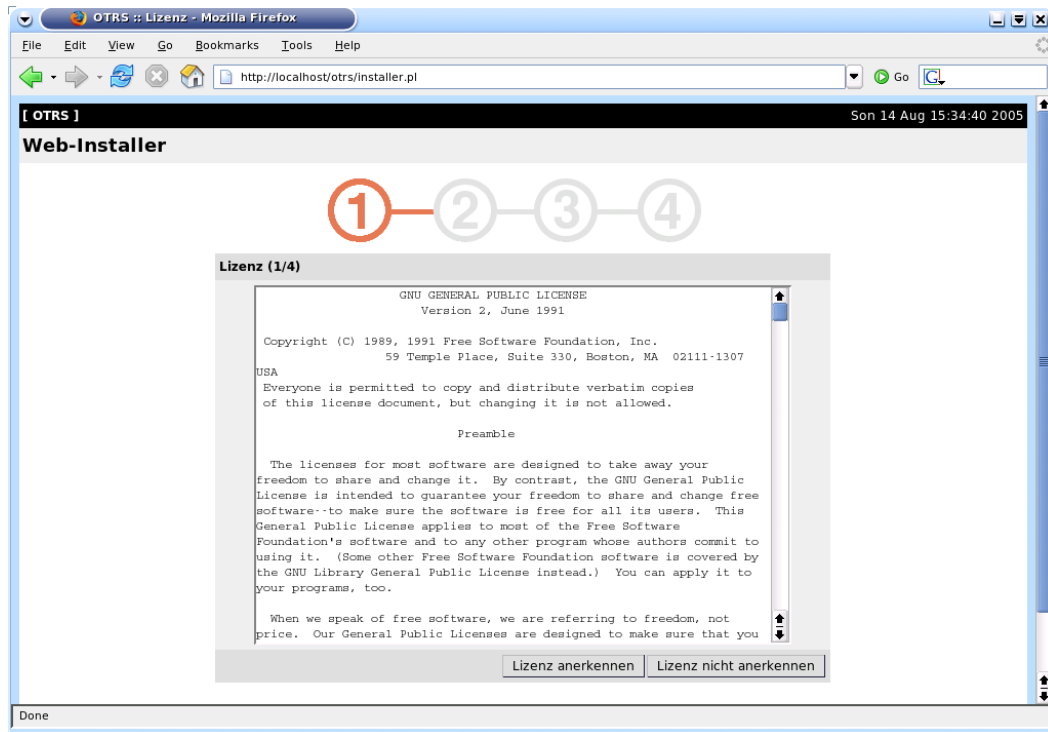 OTRS :: Lizenz - Mozilla Firefox
File Edit View Go Bookmarks Tools Help
http://localhost/otrs/installer.pl Go G
[ OTRS ] Son 14 Aug 15:34:40 2005
Web-Installer
1 2 3 4
Lizenz (1/4)
GNU GENERAL PUBLIC LICENSE
Version 2, June 1991
Copyright (C) 1989, 1991 Free Software Foundation, Inc.
59 Temple Place, Suite 330, Boston, MA 02111-1307
USA
Everyone is permitted to copy and distribute verbatim copies
of this license document, but changing it is not allowed.
Preamble
The licenses for most software are designed to take away your
freedom to share and change it. By contrast, the GNU General Public
License is intended to guarantee your freedom to share and change free
software--to make sure the software is free for all its users. This
General Public License applies to most of the Free Software
Foundation's software and to any other program whose authors commit to
using it. (Some other Free Software Foundation software is covered by
the GNU Library General Public License instead.) You can apply it to
your programs, too.
When we speak of free software, we are referring to freedom, not
price. Our General Public Licenses are designed to make sure that you
Lizenz anerkennen Lizenz nicht anerkennen
Done